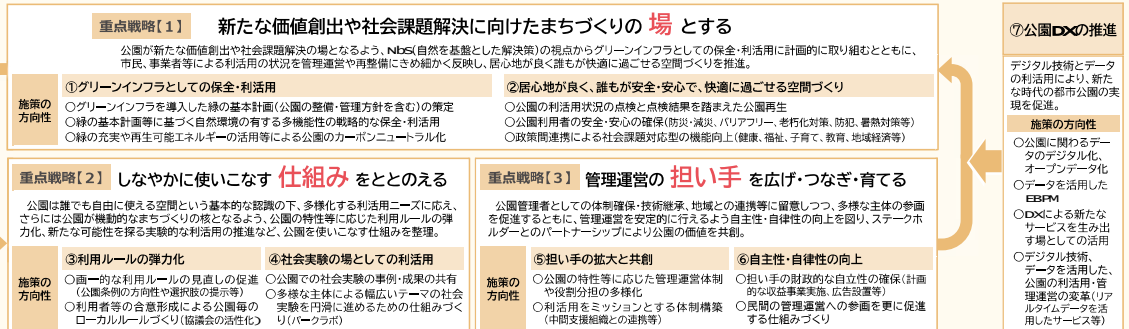 重点戦略【1】 新たな価値創出や社会課題解決に向けたまちづくりの 場 とする
公園が新たな価値創出や社会課題解決の場となるよう、NbS(自然を基盤とした解決策)の視点からグリーンインフラとしての保全・利活用に計画的に取り組むとともに、
市民、事業者等による利用の状況を管理運営や再整備にきめ細かく反映し、居心地が良く誰もが快適に過ごせる空間づくりを推進。
施策の
方向性
①グリーンインフラとしての保全・利活用
○グリーンインフラを導入した緑の基本計画(公園の整備・管理方針を含む)の策定
○緑の基本計画等に基づく自然環境の有する多機能性の戦略的な保全・利活用
○緑の充実や再生可能エネルギーの活用等による公園のカーボンニュートラル化
②居心地が良く、誰もが安全・安心で、快適に過ごせる空間づくり
○公園の利活用状況の点検と点検結果を踏まえた公園再生
○公園利用者の安全・安心の確保(防災・減災、バリアフリー、老朽化対策、防犯、暑熱対策等)
○政策間連携による社会課題対応型の機能向上(健康、福祉、子育て、教育、地域経済等)
重点戦略【2】 しなやかに使いこなす 仕組み をととのえる
公園は誰でも自由に使える空間という基本的な認識の下、多様化する利活用ニーズに応え、
さらには公園が機動的なまちづくりの核となるよう、公園の特性等に応じた利用ルールの弾
力化、新たな可能性を探る実験的な利活用の推進など、公園を使いこなす仕組みを整理。
施策の
方向性
③利用ルールの弾力化
○画一的な利用ルールの見直しの促進
(公園条例の方向性や選択肢の提示等)
○利用者等の合意形成による公園毎の
ローカルルールづくり(協議会の活性化)
④社会実験の場としての利活用
○公園での社会実験の事例・成果の共有
○多様な主体による幅広いテーマの社会
実験を円滑に進めるための仕組みづく
り(パークラボ)
重点戦略【3】 管理運営の 担い手 を広げ・つなぎ・育てる
公園管理者としての体制確保・技術継承、地域との連携等に留意しつつ、多様な主体の参画
を促進するとともに、管理運営を安定的に行えるよう自主性・自律性の向上を図り、ステーク
ホルダーとのパートナーシップにより公園の価値を共創。
施策の
方向性
⑤担い手の拡大と共創
○公園の特性等に応じた管理運営体制
や役割分担の多様化
○利活用をミッションとする体制構築
(中間支援組織との連携等)
⑥自主性・自律性の向上
○担い手の財政的な自立性の確保(計画
的な収益事業実施、広告設置等)
○民間の管理運営への参画を更に促進
する仕組みづくり
⑦公園DXの推進
デジタル技術とデータ
の利活用により、新た
な時代の都市公園の実
現を促進。
施策の方向性
○公園に関わるデー
タのデジタル化、
オープンデータ化
○データを活用した
EBPM
○DXによる新たな
サービスを生み出
す場としての活用
○デジタル技術、
データを活用した、
公園の利活用・管
理運営の変革(リア
ルタイムデータを活
用したサービス等)